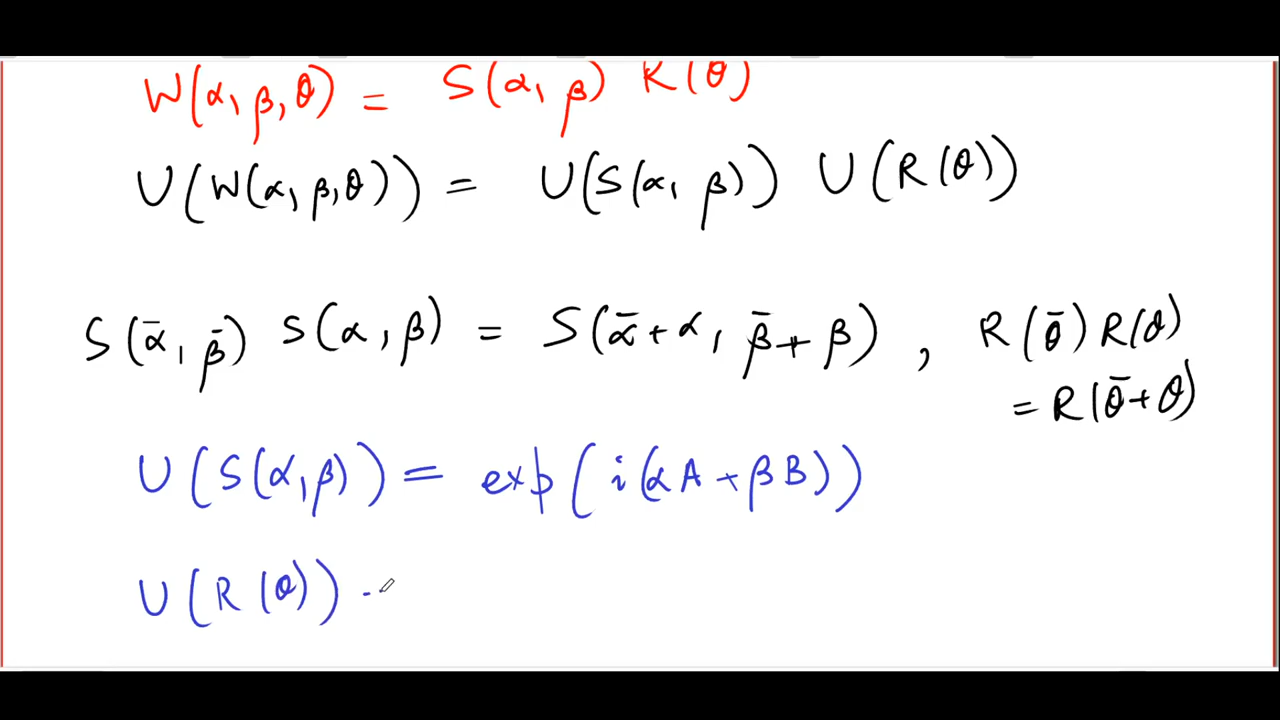 W(α, β, θ) = S(α, β) R(θ)
U(W(α, β, θ)) = U(S(α, β)) U(R(θ))
S(ᾱ, β̄) S(α, β) = S(ᾱ + α, β̄ + β) , R(θ̄) R(θ)
= R(θ̄ + θ)
U(S(α, β)) = exp(i(αA + βB))
U(R(θ)) -